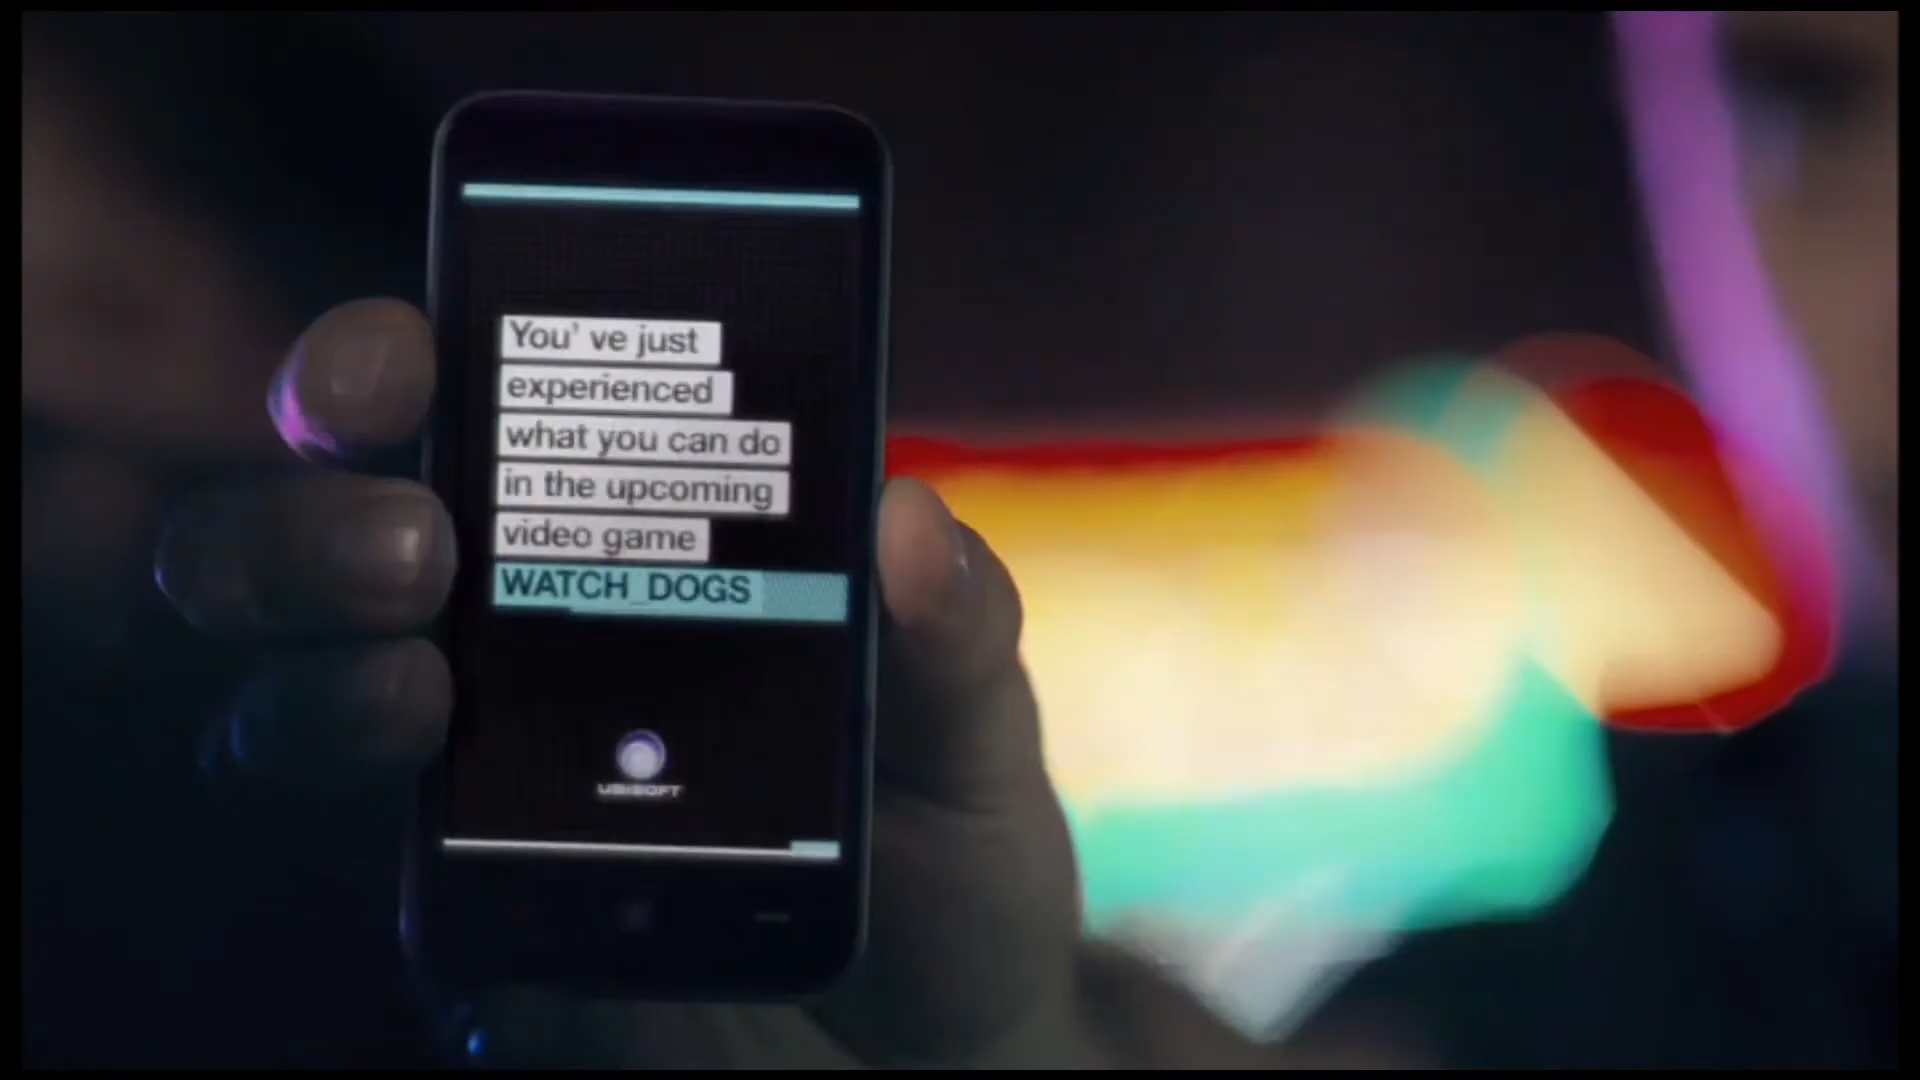 You' ve just
experienced
what you can do
in the upcoming
video game
WATCH_DOGS
UBISOFT